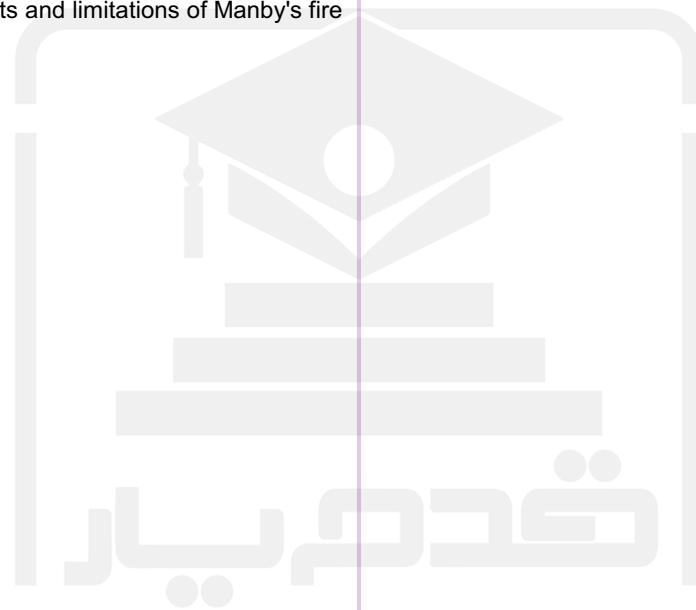 ts and limitations of Manby's fire
قدم یار